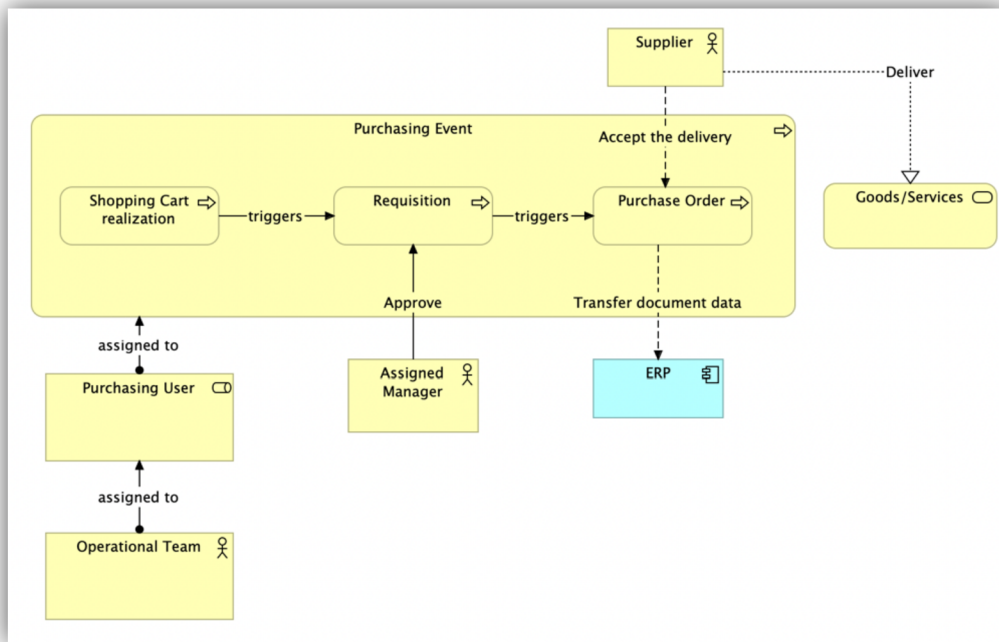 Supplier
Deliver
Purchasing Event
Accept the delivery
Shopping Cart
realization
triggers
Requisition
triggers
Purchase Order
Goods/Services
Approve
Transfer document data
assigned to
Purchasing User
Assigned
Manager
ERP
assigned to
Operational Team